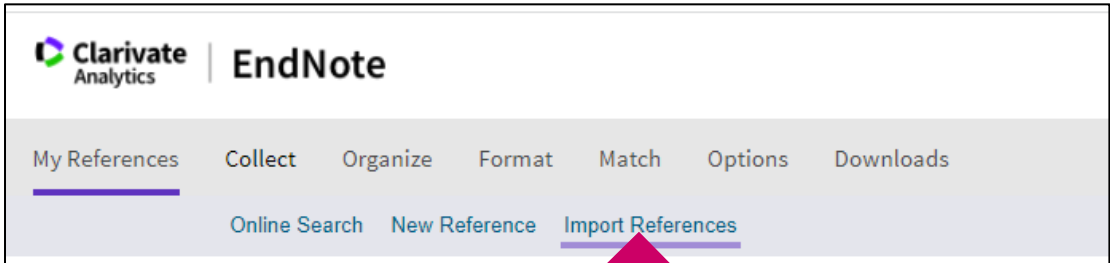 Clarivate
Analytics
EndNote
My References Collect Organize Format Match Options Downloads
Online Search New Reference Import References